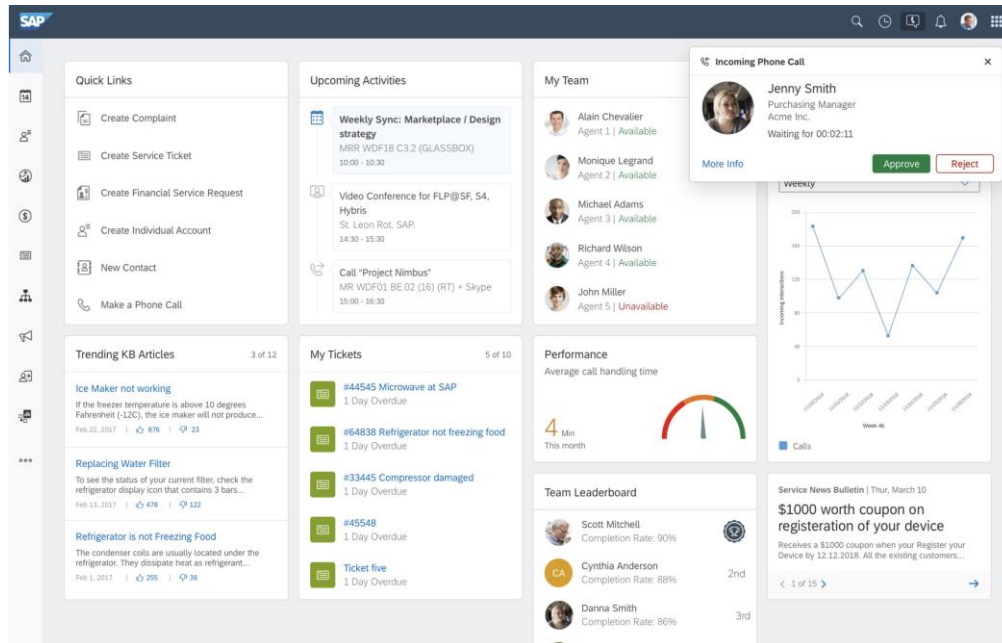 SAP
14
Quick Links
Create Complaint
Create Service Ticket
Create Financial Service Request
Create Individual Account
New Contact
Make a Phone Call
Upcoming Activities
Weekly Sync: Marketplace / Design
strategy
MRR WDF18 C3.2 (GLASSBOX)
10:00 - 10:30
Video Conference for FLP@SF, S4,
Hybris
St. Leon Rot, SAP.
14:30 - 15:30
Call "Project Nimbus"
MR WDF01 BE.02 (16) (RT) + Skype
15:00 - 16:30
My Team
Alain Chevalier
Agent 1 | Available
Monique Legrand
Agent 2 | Available
Michael Adams
Agent 3 | Available
Richard Wilson
Agent 4 | Available
John Miller
Agent 5 | Unavailable
Incoming Phone Call
Jenny Smith
Purchasing Manager
Acme Inc.
Waiting for 00:02:11
More Info
Approve
Reject
Weekly
Incoming Interactions
160
120
80
40
0
Week 46
Calls
Trending KB Articles
3 of 12
Ice Maker not working
If the freezer temperature is above 10 degrees
Fahrenheit (-12C), the ice maker will not produce...
Feb 22, 2017 | 876 | 23
Replacing Water Filter
To see the status of your current filter, check the
refrigerator display icon that contains 3 bars...
Feb 13, 2017 | 478 | 122
Refrigerator is not Freezing Food
The condenser coils are usually located under the
refrigerator. They dissipate heat as refrigerant...
Feb 1, 2017 | 255 | 39
My Tickets
5 of 10
#44545 Microwave at SAP
1 Day Overdue
#64838 Refrigerator not freezing food
1 Day Overdue
#33445 Compressor damaged
1 Day Overdue
#45548
1 Day Overdue
Ticket five
1 Day Overdue
Performance
Average call handling time
4 Min
This month
Team Leaderboard
Scott Mitchell
Completion Rate: 90%
CA
Cynthia Anderson
Completion Rate: 88%
2nd
Danna Smith
Completion Rate: 86%
3rd
Service News Bulletin | Thur, March 10
$1000 worth coupon on
registeration of your device
Receives a $1000 coupon when your Register your
Device by 12.12.2018. All the existing customers...
1 of 15